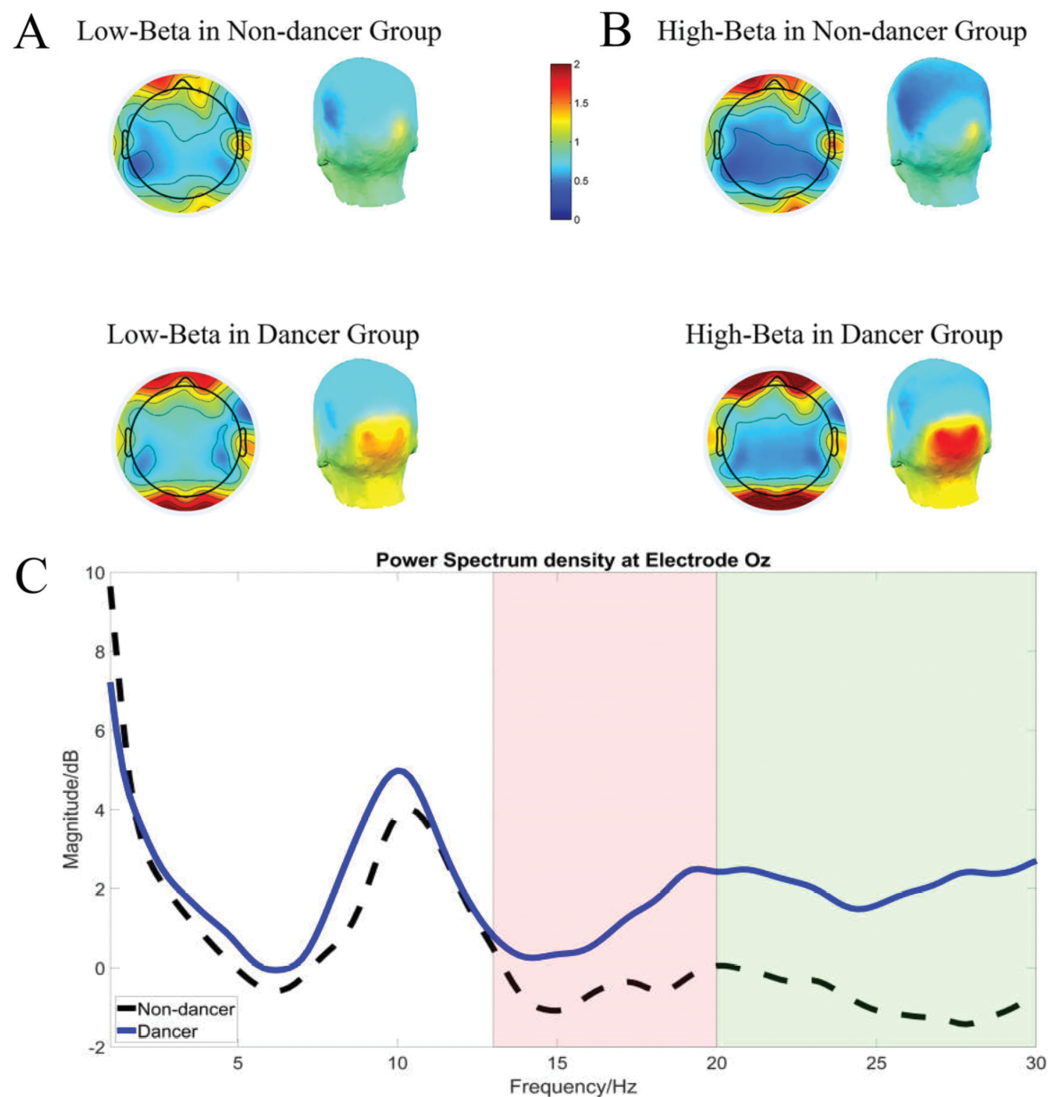 A
Low-Beta in Non-dancer Group
B
High-Beta in Non-dancer Group
2
1.5
1
0.5
0
Low-Beta in Dancer Group
High-Beta in Dancer Group
C
Power Spectrum density at Electrode Oz
10
8
6
4
2
0
-2
Magnitude/dB
Non-dancer
Dancer
5
10
15
20
25
30
Frequency/Hz